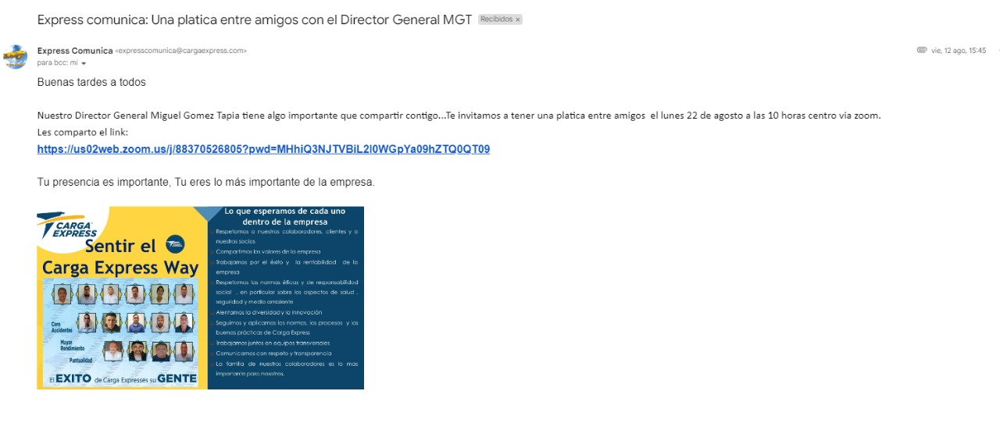 Express comunica: Una platica entre amigos con el Director General MGT Recibidos x
Express Comunica <expresscomunica@cargaexpress.com>
vie, 12 ago, 15:45
para bcc: mí
Buenas tardes a todos
Nuestro Director General Miguel Gomez Tapia tiene algo importante que compartir contigo...Te invitamos a tener una platica entre amigos el lunes 22 de agosto a las 10 horas centro via zoom.
Les comparto el link:
https://us02web.zoom.us/j/88370526805?pwd=MHhiQ3NJTVBiL2l0WGpYa09hZTQ0QT09
Tu presencia es importante, Tu eres lo más importante de la empresa.
CARGA
EXPRESS
Sentir el
Carga Express Way
Cero
Accidentes
Mayor
Rendimiento
Puntualidad
El EXITO de Carga Expresses su GENTE
Lo que esperamos de cada uno
dentro de la empresa
Respetamos a nuestros colaboradores, clientes y a
nuestros socios
Compartimos los valores de la empresa
Trabajamos por el éxito y la rentabilidad de la
empresa
Respetamos las normas éticas y de responsabilidad
social , en particular sobre los aspectos de salud ,
seguridad y medio ambiente
Alentamos la diversidad y la innovación
Seguimos y aplicamos las normas, los procesos y las
buenas prácticas de Carga Express
Trabajamos juntos en equipos transversales
Comunicamos con respeto y transparencia
La familia de nuestros colaboradores es lo mas
importante para nosotros.